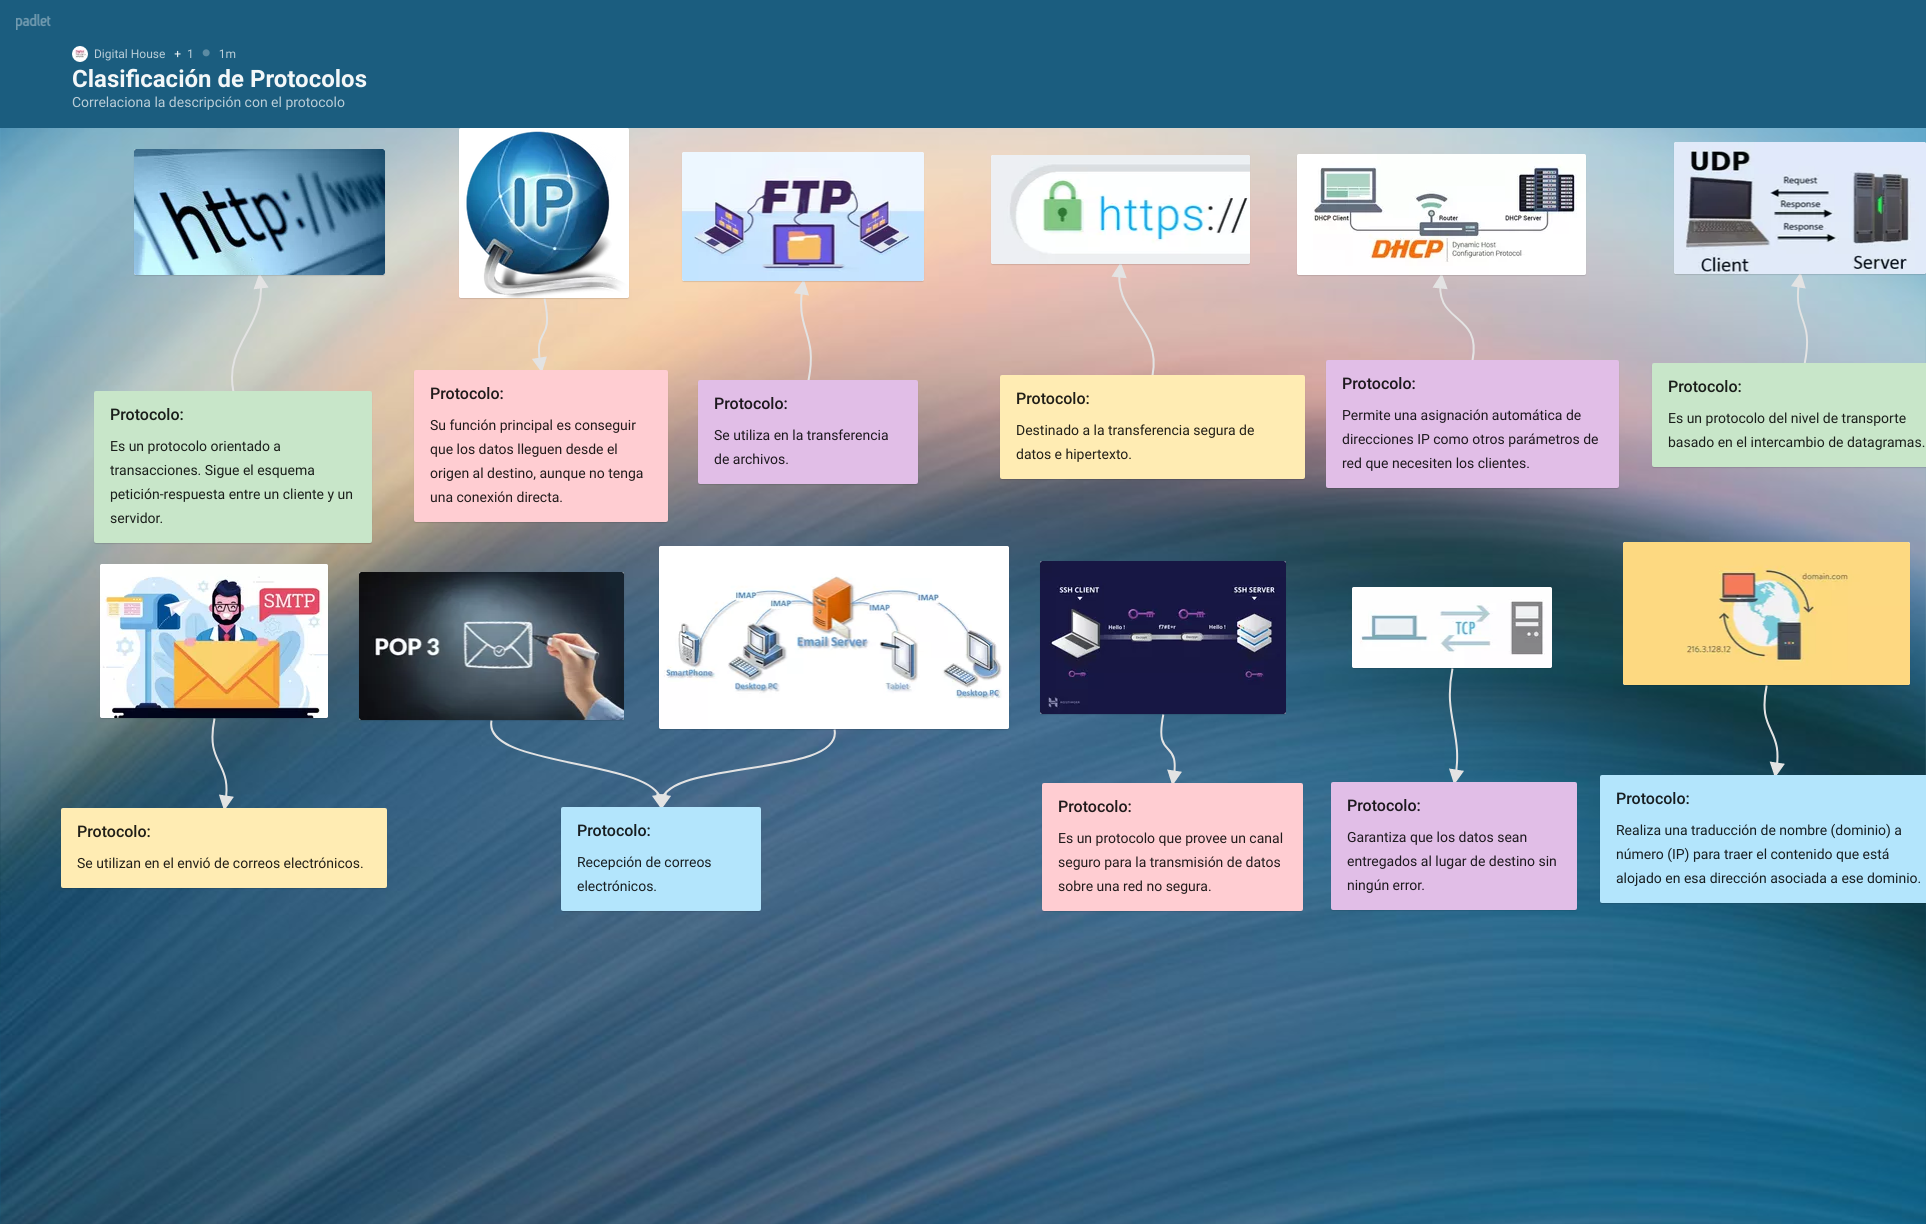 padlet
Digital House + 1 1m
Clasificación de Protocolos
Correlaciona la descripción con el protocolo
http://www
IP
FTP
https://
DHCP Client
Router
DHCP Server
DHCP
Dynamic Host
Configuration Protocol
UDP
Request
Response
Response
Client
Server
Protocolo:
Es un protocolo orientado a
transacciones. Sigue el esquema
petición-respuesta entre un cliente y un
servidor.
Protocolo:
Su función principal es conseguir
que los datos lleguen desde el
origen al destino, aunque no tenga
una conexión directa.
Protocolo:
Se utiliza en la transferencia
de archivos.
Protocolo:
Destinado a la transferencia segura de
datos e hipertexto.
Protocolo:
Permite una asignación automática de
direcciones IP como otros parámetros de
red que necesiten los clientes.
Protocolo:
Es un protocolo del nivel de transporte
basado en el intercambio de datagramas.
SMTP
POP 3
IMAP
IMAP
IMAP
IMAP
Email Server
SmartPhone
Desktop PC
Tablet
Desktop PC
SSH CLIENT
SSH SERVER
Hello !
f7#E+r
Hello !
TCP
domain.com
216.3.128.12
Protocolo:
Se utilizan en el envió de correos electrónicos.
Protocolo:
Recepción de correos
electrónicos.
Protocolo:
Es un protocolo que provee un canal
seguro para la transmisión de datos
sobre una red no segura.
Protocolo:
Garantiza que los datos sean
entregados al lugar de destino sin
ningún error.
Protocolo:
Realiza una traducción de nombre (dominio) a
número (IP) para traer el contenido que está
alojado en esa dirección asociada a ese dominio.